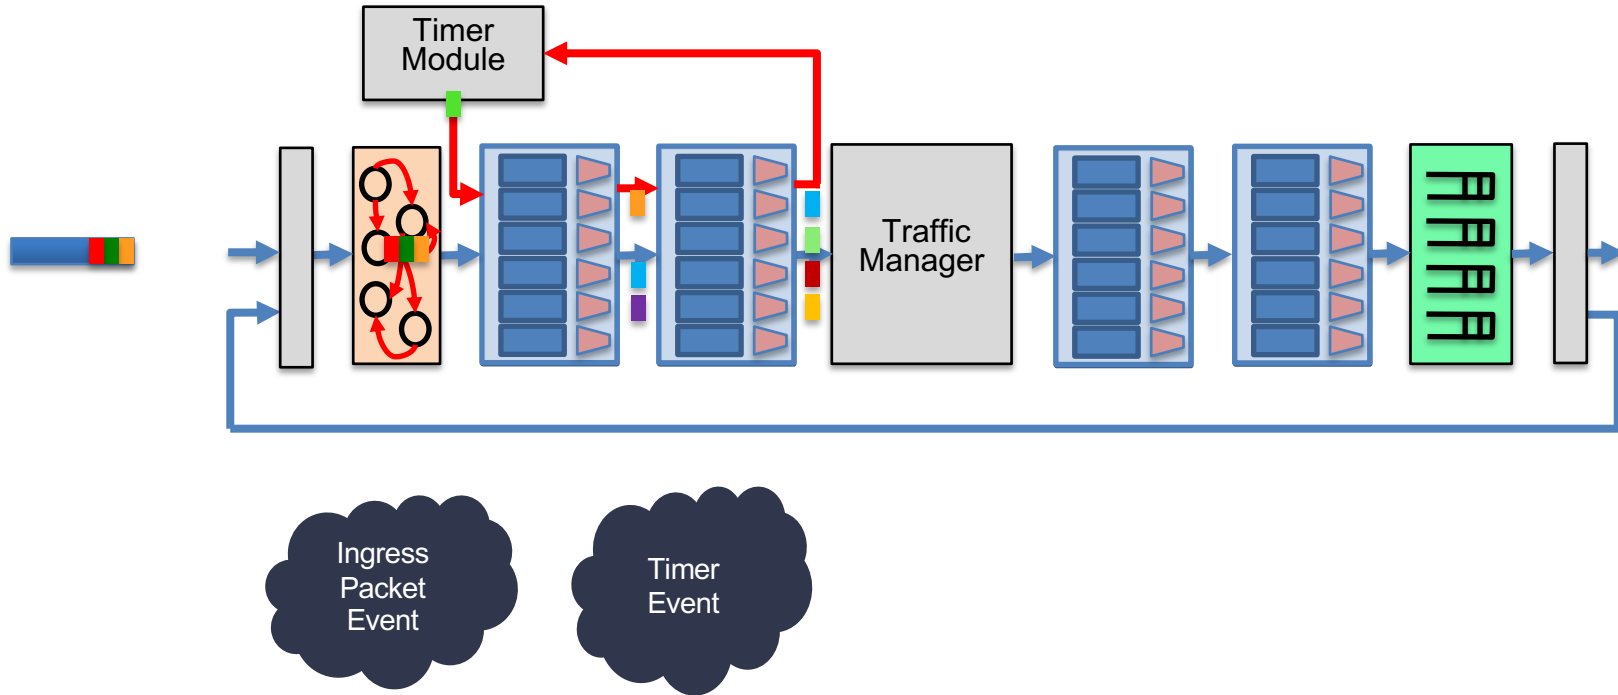 Timer
Module
Traffic
Manager
Ingress
Packet
Event
Timer
Event